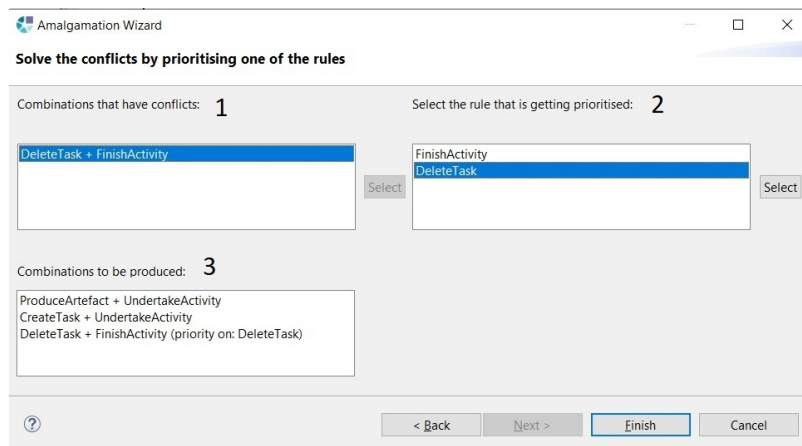 Amalgamation Wizard
Solve the conflicts by prioritising one of the rules
Combinations that have conflicts: 1
Select the rule that is getting prioritised: 2
DeleteTask + FinishActivity
Select
FinishActivity
DeleteTask
Select
Combinations to be produced: 3
ProduceArtefact + UndertakeActivity
CreateTask + UndertakeActivity
DeleteTask + FinishActivity (priority on: DeleteTask)
?
< Back
Next >
Finish
Cancel